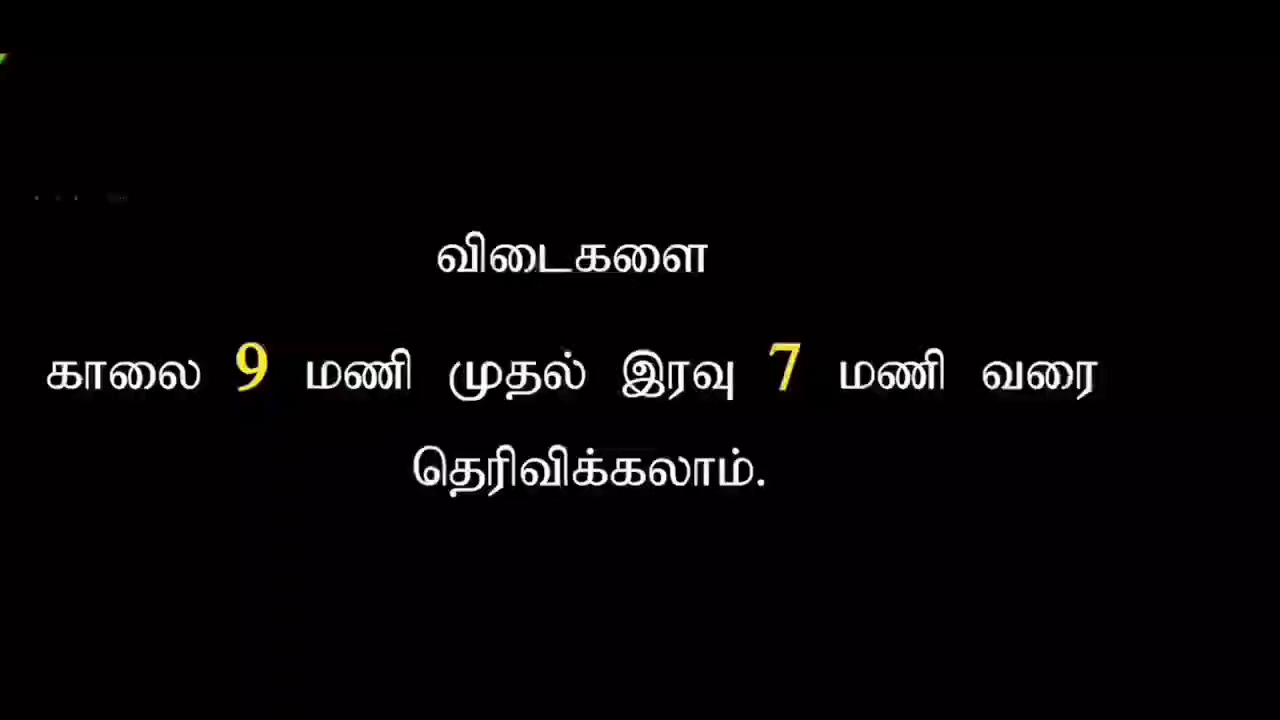 விடைகளை
காலை 9 மணி முதல் இரவு 7 மணி வரை
தெரிவிக்கலாம்.